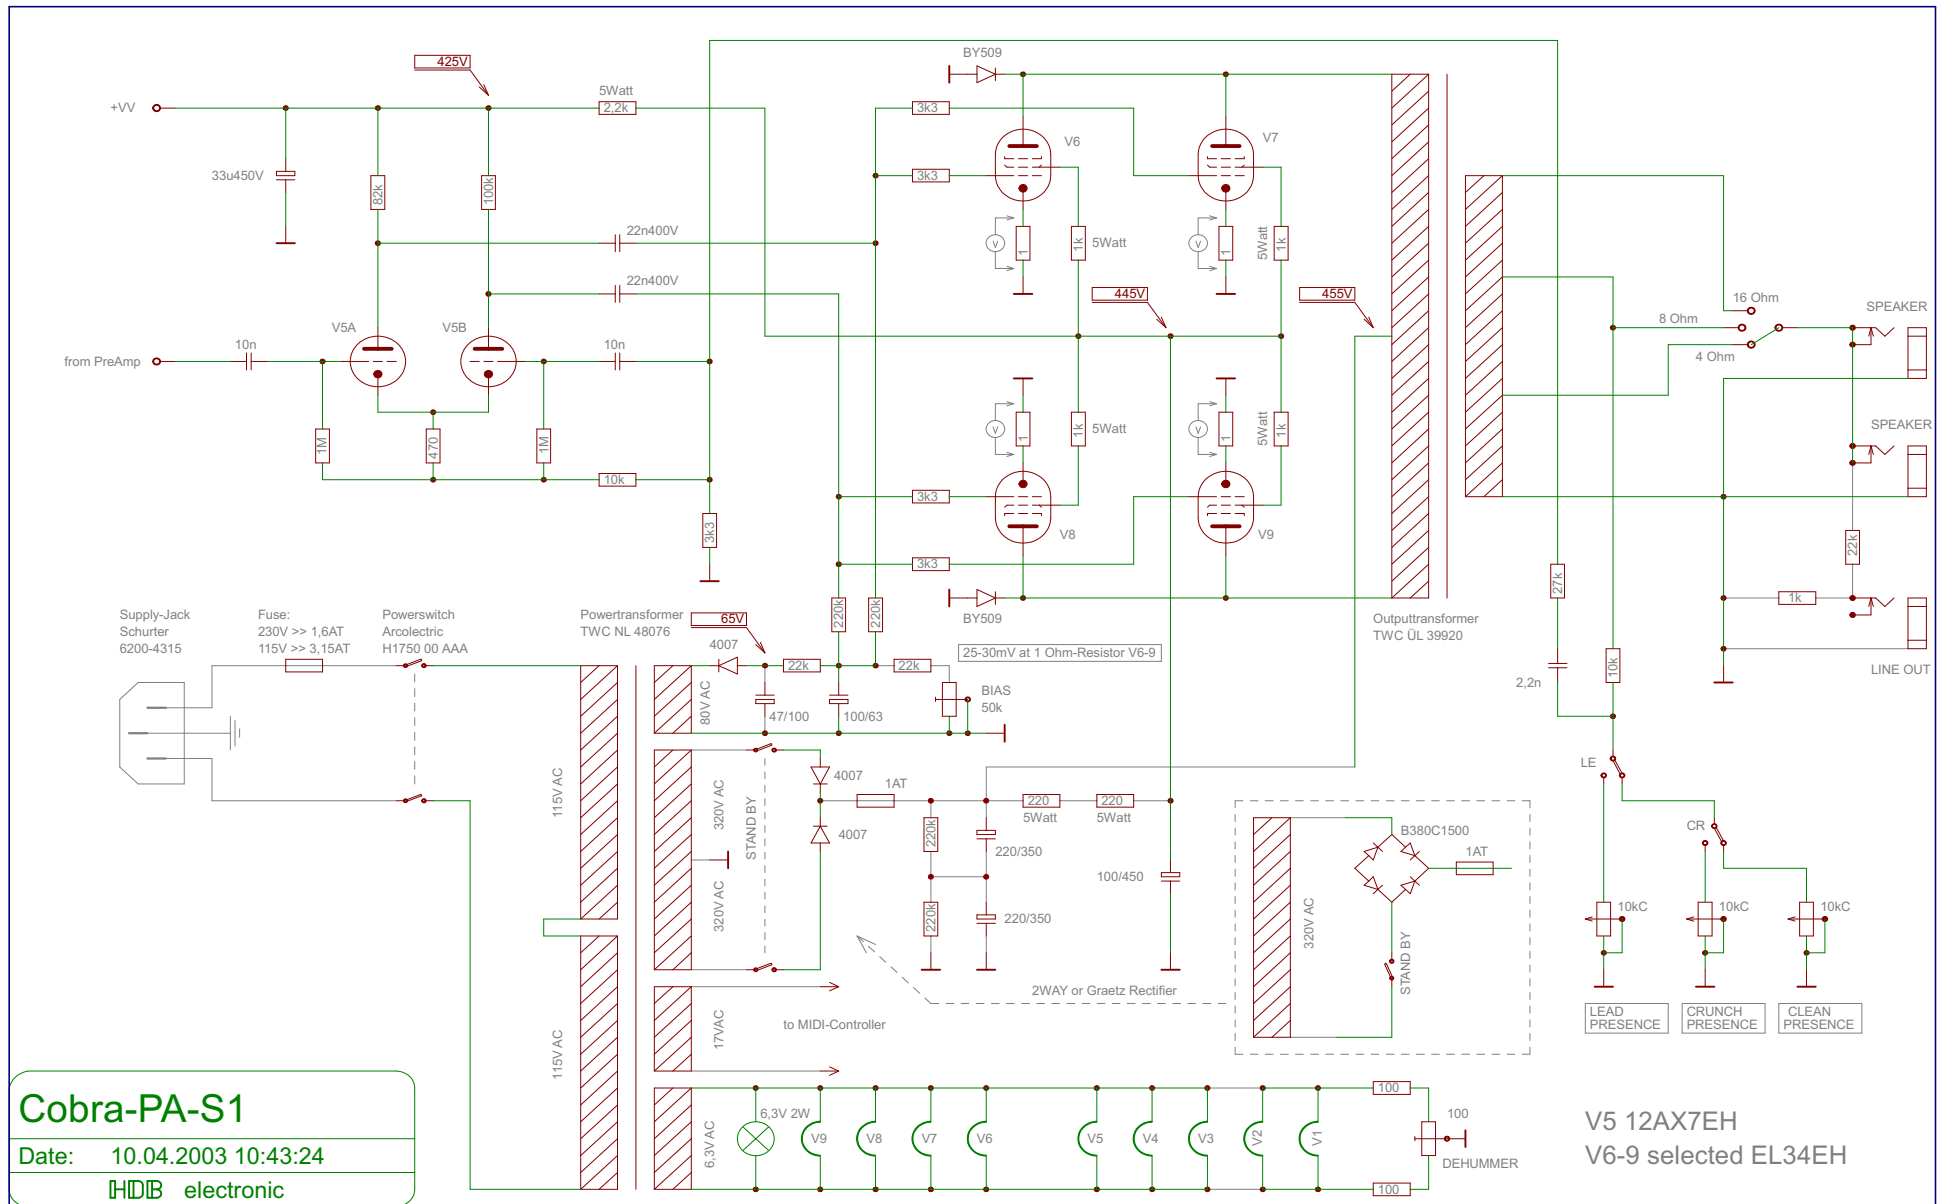 BY509
425V
5Watt
+VV
2,2k
3k3
V6
V7
33u450V
82k
100k
3k3
22n400V
V
1
1k
5Watt
V
1
5Watt
1k
22n400V
445V
455V
16 Ohm
SPEAKER
8 Ohm
V5A
V5B
4 Ohm
from PreAmp
10n
10n
1M
470
1M
V
1
1k
5Watt
V
1
5Watt
1k
SPEAKER
10k
3k3
3k3
V8
V9
22k
3k3
27k
220k
220k
BY509
1k
Supply-Jack
Schurter
6200-4315
Fuse:
230V >> 1,6AT
115V >> 3,15AT
Powerswitch
Arcolectric
H1750 00 AAA
Powertransformer
TWC NL 48076
65V
Outputtransformer
TWC ÜL 39920
4007
22k
22k
25-30mV at 1 Ohm-Resistor V6-9
10k
LINE OUT
80V AC
47/100
100/63
BIAS
50k
2,2n
115V AC
320V AC
STAND BY
4007
1AT
4007
220
5Watt
220
5Watt
LE
220k
220/350
B380C1500
1AT
CR
100/450
320V AC
220k
220/350
320V AC
STAND BY
10kC
10kC
10kC
2WAY or Graetz Rectifier
17VAC
to MIDI-Controller
LEAD
PRESENCE
CRUNCH
PRESENCE
CLEAN
PRESENCE
115V AC
6,3V AC
6,3V 2W
V9
V8
V7
V6
V5
V4
V3
V2
V1
100
100
DEHUMMER
100
Cobra-PA-S1
Date: 10.04.2003 10:43:24
HDB electronic
V5 12AX7EH
V6-9 selected EL34EH